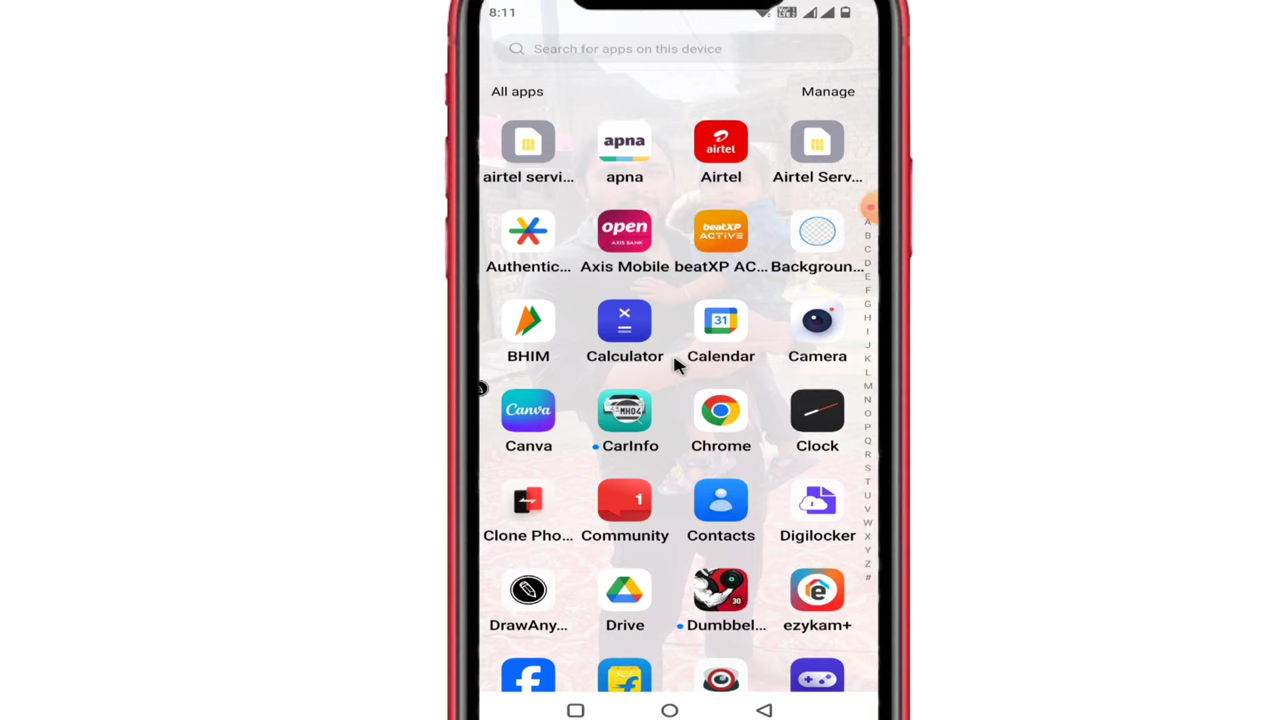 8:11
Search for apps on this device
All apps
Manage
apna
airtel
airtel servi...
apna
Airtel
Airtel Serv...
open
AXIS BANK
beatXP
ACTIVE
Authentic...
Axis Mobile
beatXP AC...
Backgroun...
31
BHIM
Calculator
Calendar
Camera
Canva
MH04
Canva
CarInfo
Chrome
Clock
1
Clone Pho...
Community
Contacts
Digilocker
30
e
DrawAny...
Drive
Dumbbel...
ezykam+
A
B
C
D
E
F
G
H
I
J
K
L
M
N
O
P
Q
R
S
T
U
V
W
X
Y
Z
#